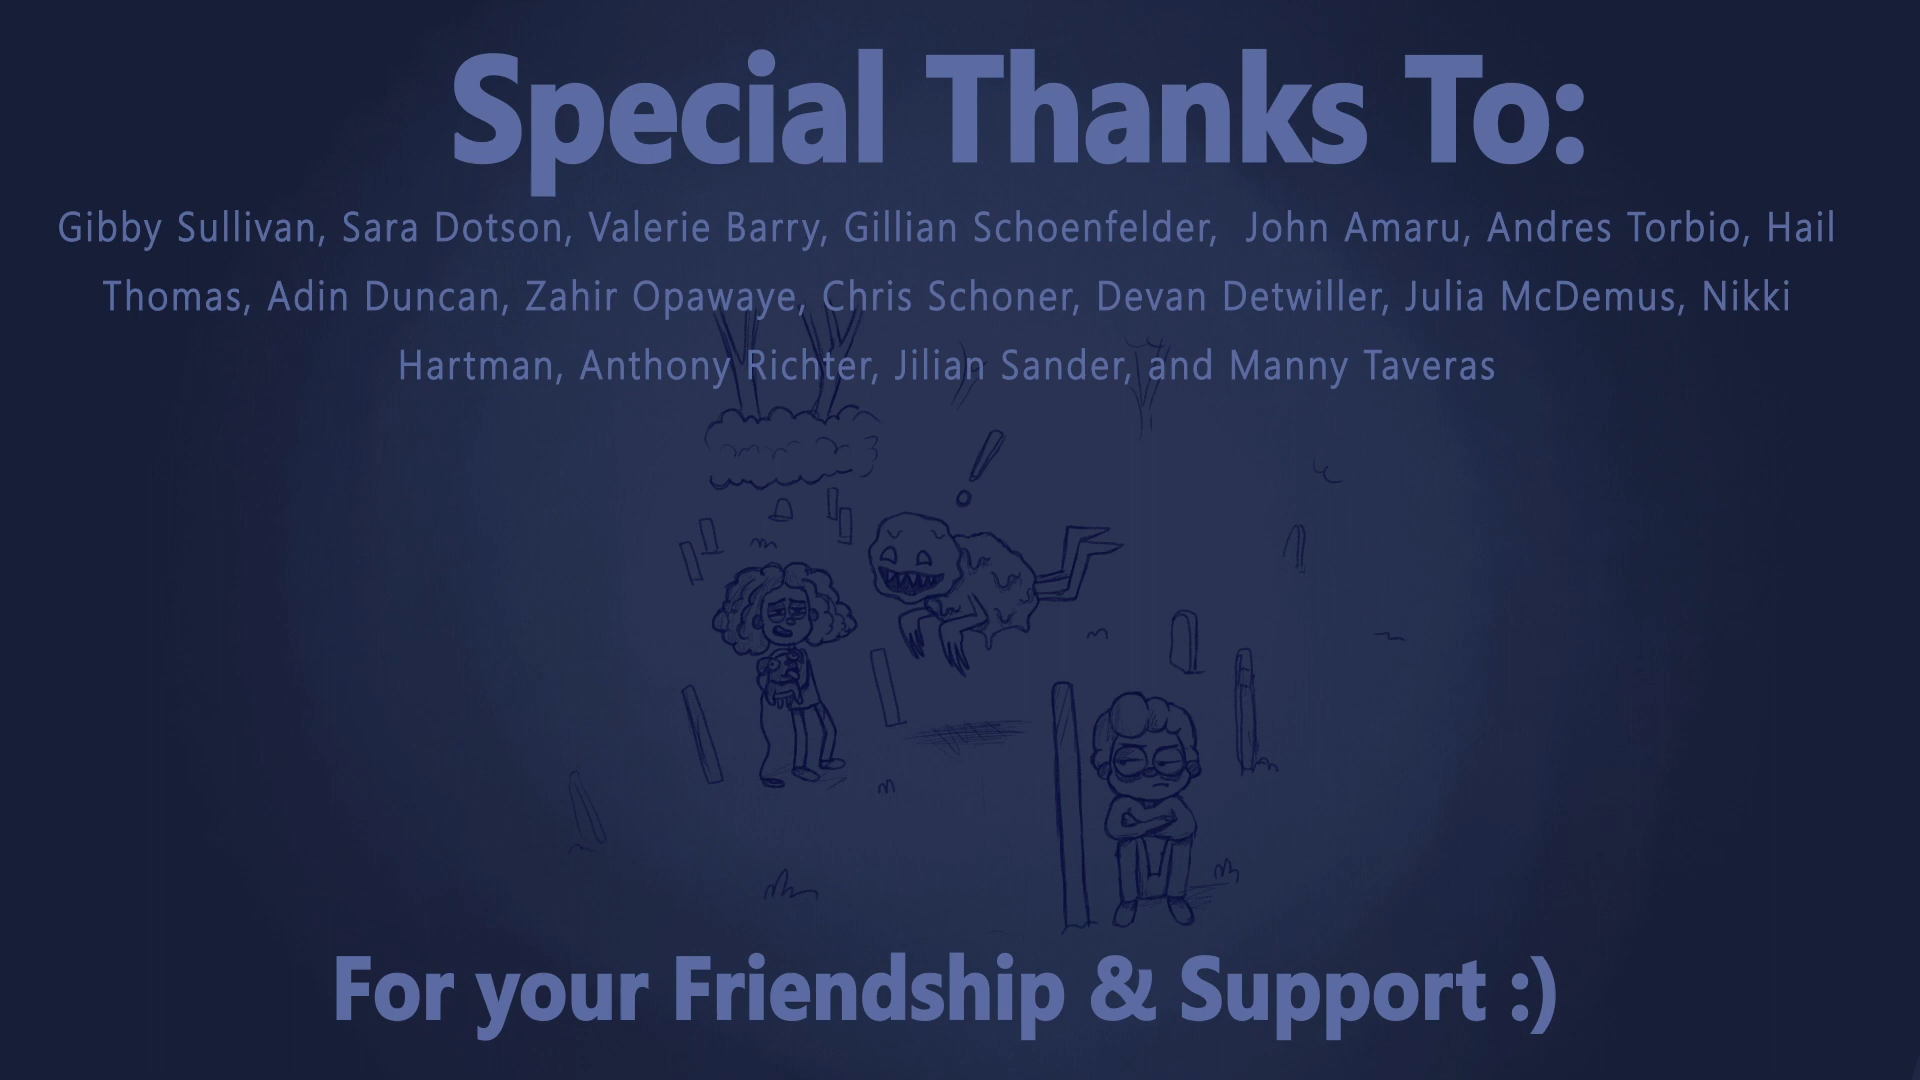 Special Thanks To:
Gibby Sullivan, Sara Dotson, Valerie Barry, Gillian Schoenfelder,  John Amaru, Andres Torbio, Hail
Thomas, Adin Duncan, Zahir Opawaye, Chris Schoner, Devan Detwiller, Julia McDemus, Nikki
Hartman, Anthony Richter, Jilian Sander, and Manny Taveras
!
For your Friendship & Support :)